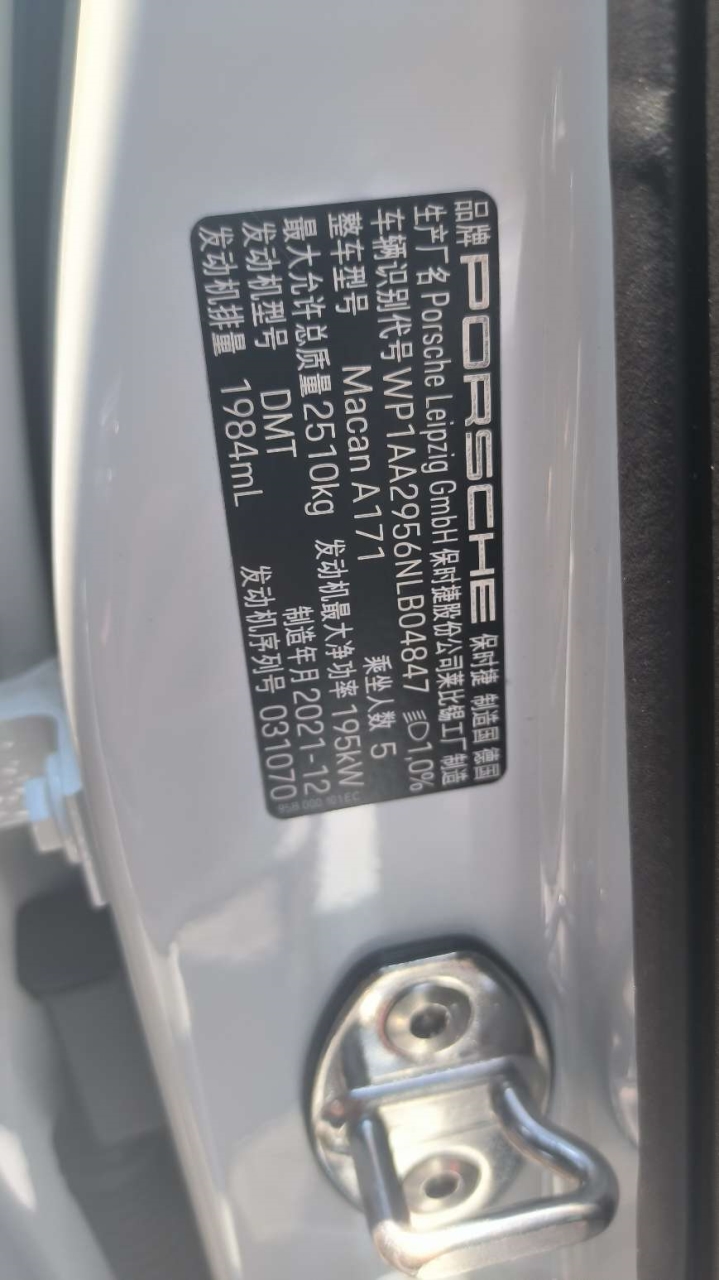 品牌 PORSCHE 保时捷 制造国 德国
生产厂名 Porsche Leipzig GmbH 保时捷股份公司莱比锡工厂制造
车辆识别代号 WP1AA2956NLB04847 1,0%
整车型号 Macan A171 乘坐人数 5
最大允许总质量 2510kg 发动机最大净功率 195kW
发动机型号 DMT 制造年月 2021-12
发动机排量 1984mL 发动机序列号 031070